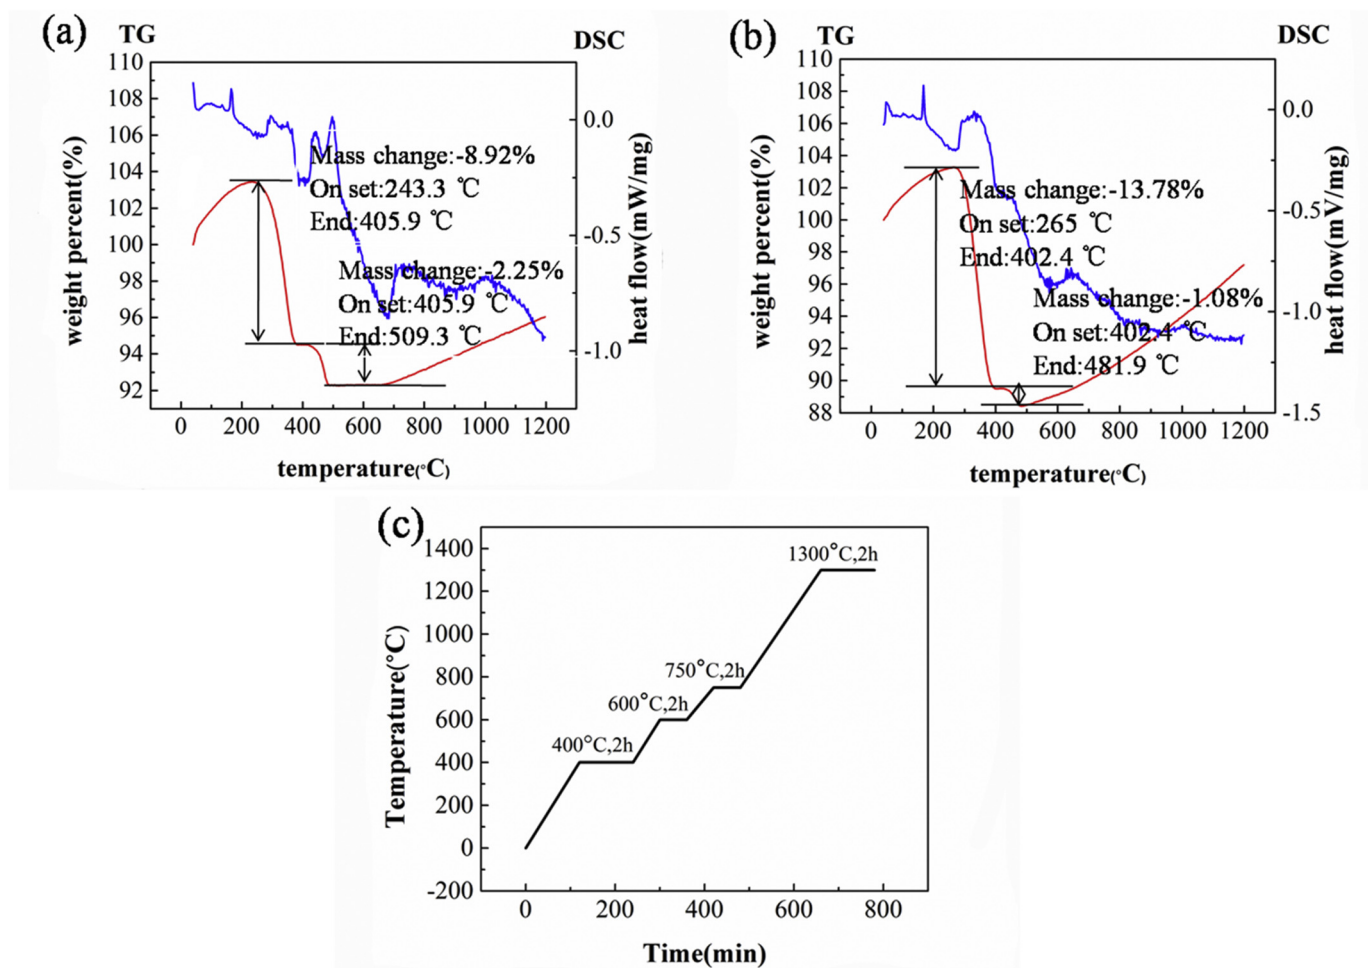 (a)
TG
DSC
110
108
106
104
102
100
98
96
94
92
weight percent(%)
0.0
-0.5
-1.0
heat flow(mW/mg)
Mass change:-8.92%
On set:243.3 ℃
End:405.9 ℃
Mass change:-2.25%
On set:405.9 ℃
End:509.3 ℃
0 200 400 600 800 1000 1200
temperature(°C)
(b)
TG
DSC
110
108
106
104
102
100
98
96
94
92
90
88
weight percent(%)
0.0
-0.5
-1.0
-1.5
heat flow(mV/mg)
Mass change:-13.78%
On set:265 ℃
End:402.4 ℃
Mass change:-1.08%
On set:402.4 ℃
End:481.9 ℃
0 200 400 600 800 1000 1200
temperature(°C)
(c)
1400
1200
1000
800
600
400
200
0
-200
Temperature(°C)
1300°C,2h
750°C,2h
600°C,2h
400°C,2h
0 200 400 600 800
Time(min)